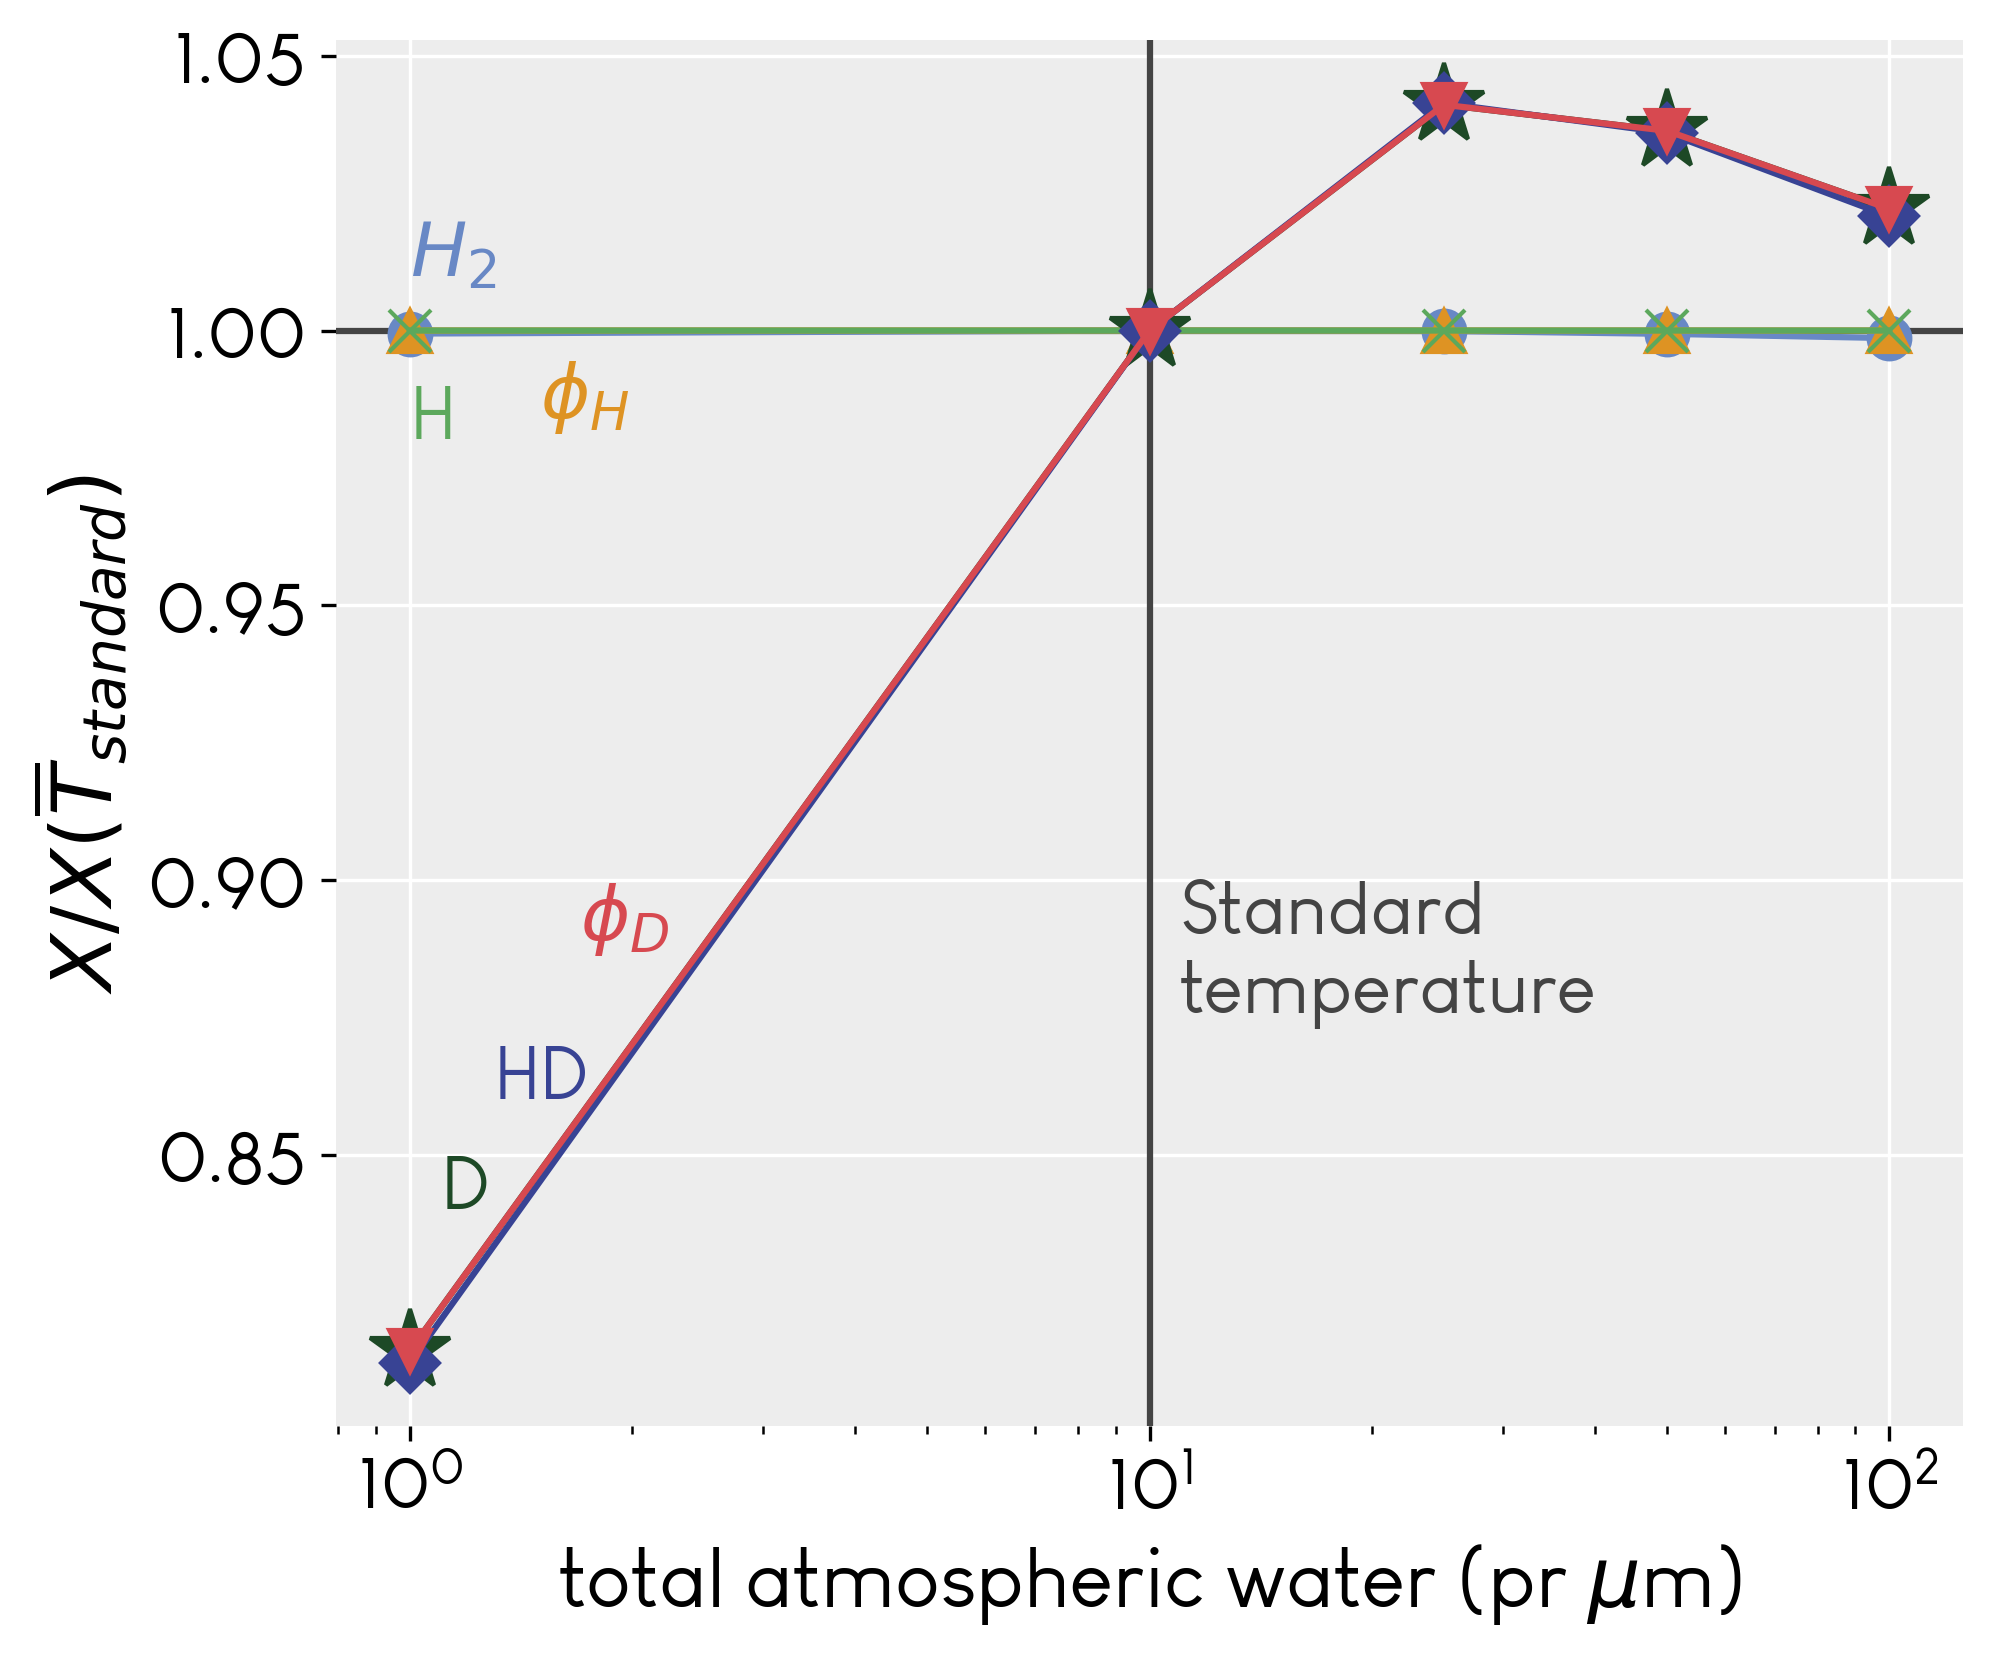 1.05
1.00
0.95
0.90
0.85
X/X(T̿_standard)
H₂
H
ϕ_H
ϕ_D
HD
D
Standard
temperature
10⁰
10¹
10²
total atmospheric water (pr μm)